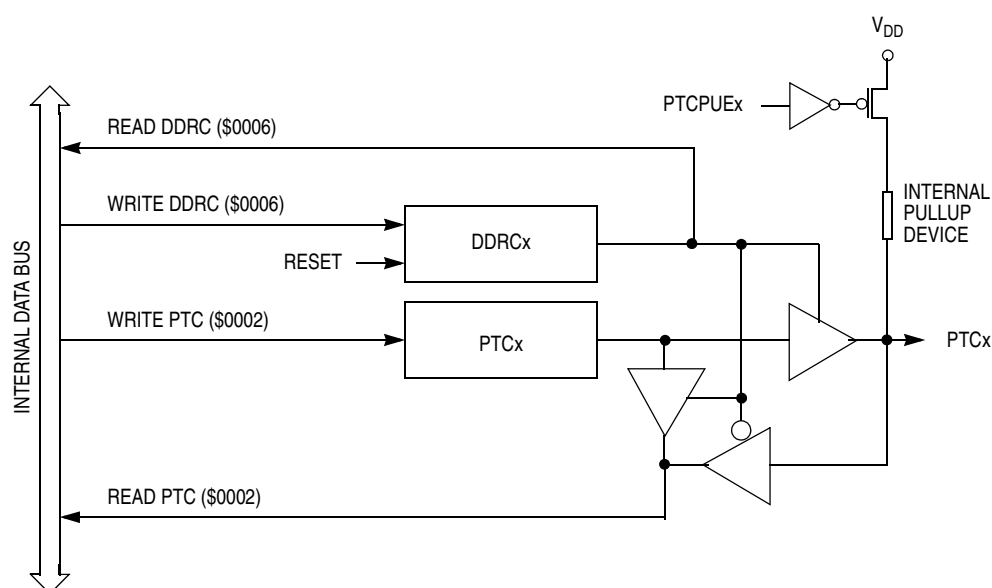 VDD
PTCPUEx
READ DDRC ($0006)
WRITE DDRC ($0006)
INTERNAL
PULLUP
DEVICE
DDRCx
RESET
WRITE PTC ($0002)
PTCx
PTCx
INTERNAL DATA BUS
READ PTC ($0002)